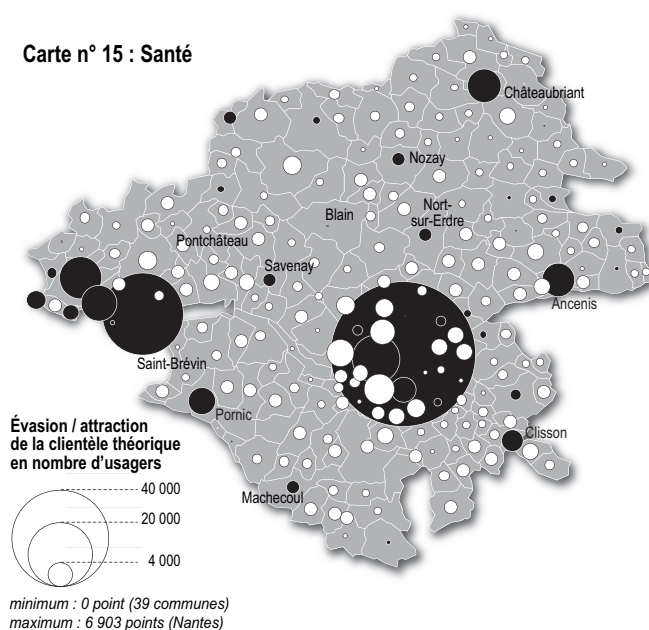 Carte n° 15 : Santé
Châteaubriant
Nozay
Nort-
sur-Erdre
Blain
Pontchâteau
Savenay
Ancenis
Saint-Brévin
Pornic
Clisson
Machecoul
Évasion / attraction
de la clientèle théorique
en nombre d'usagers
40 000
20 000
4 000
minimum : 0 point (39 communes)
maximum : 6 903 points (Nantes)